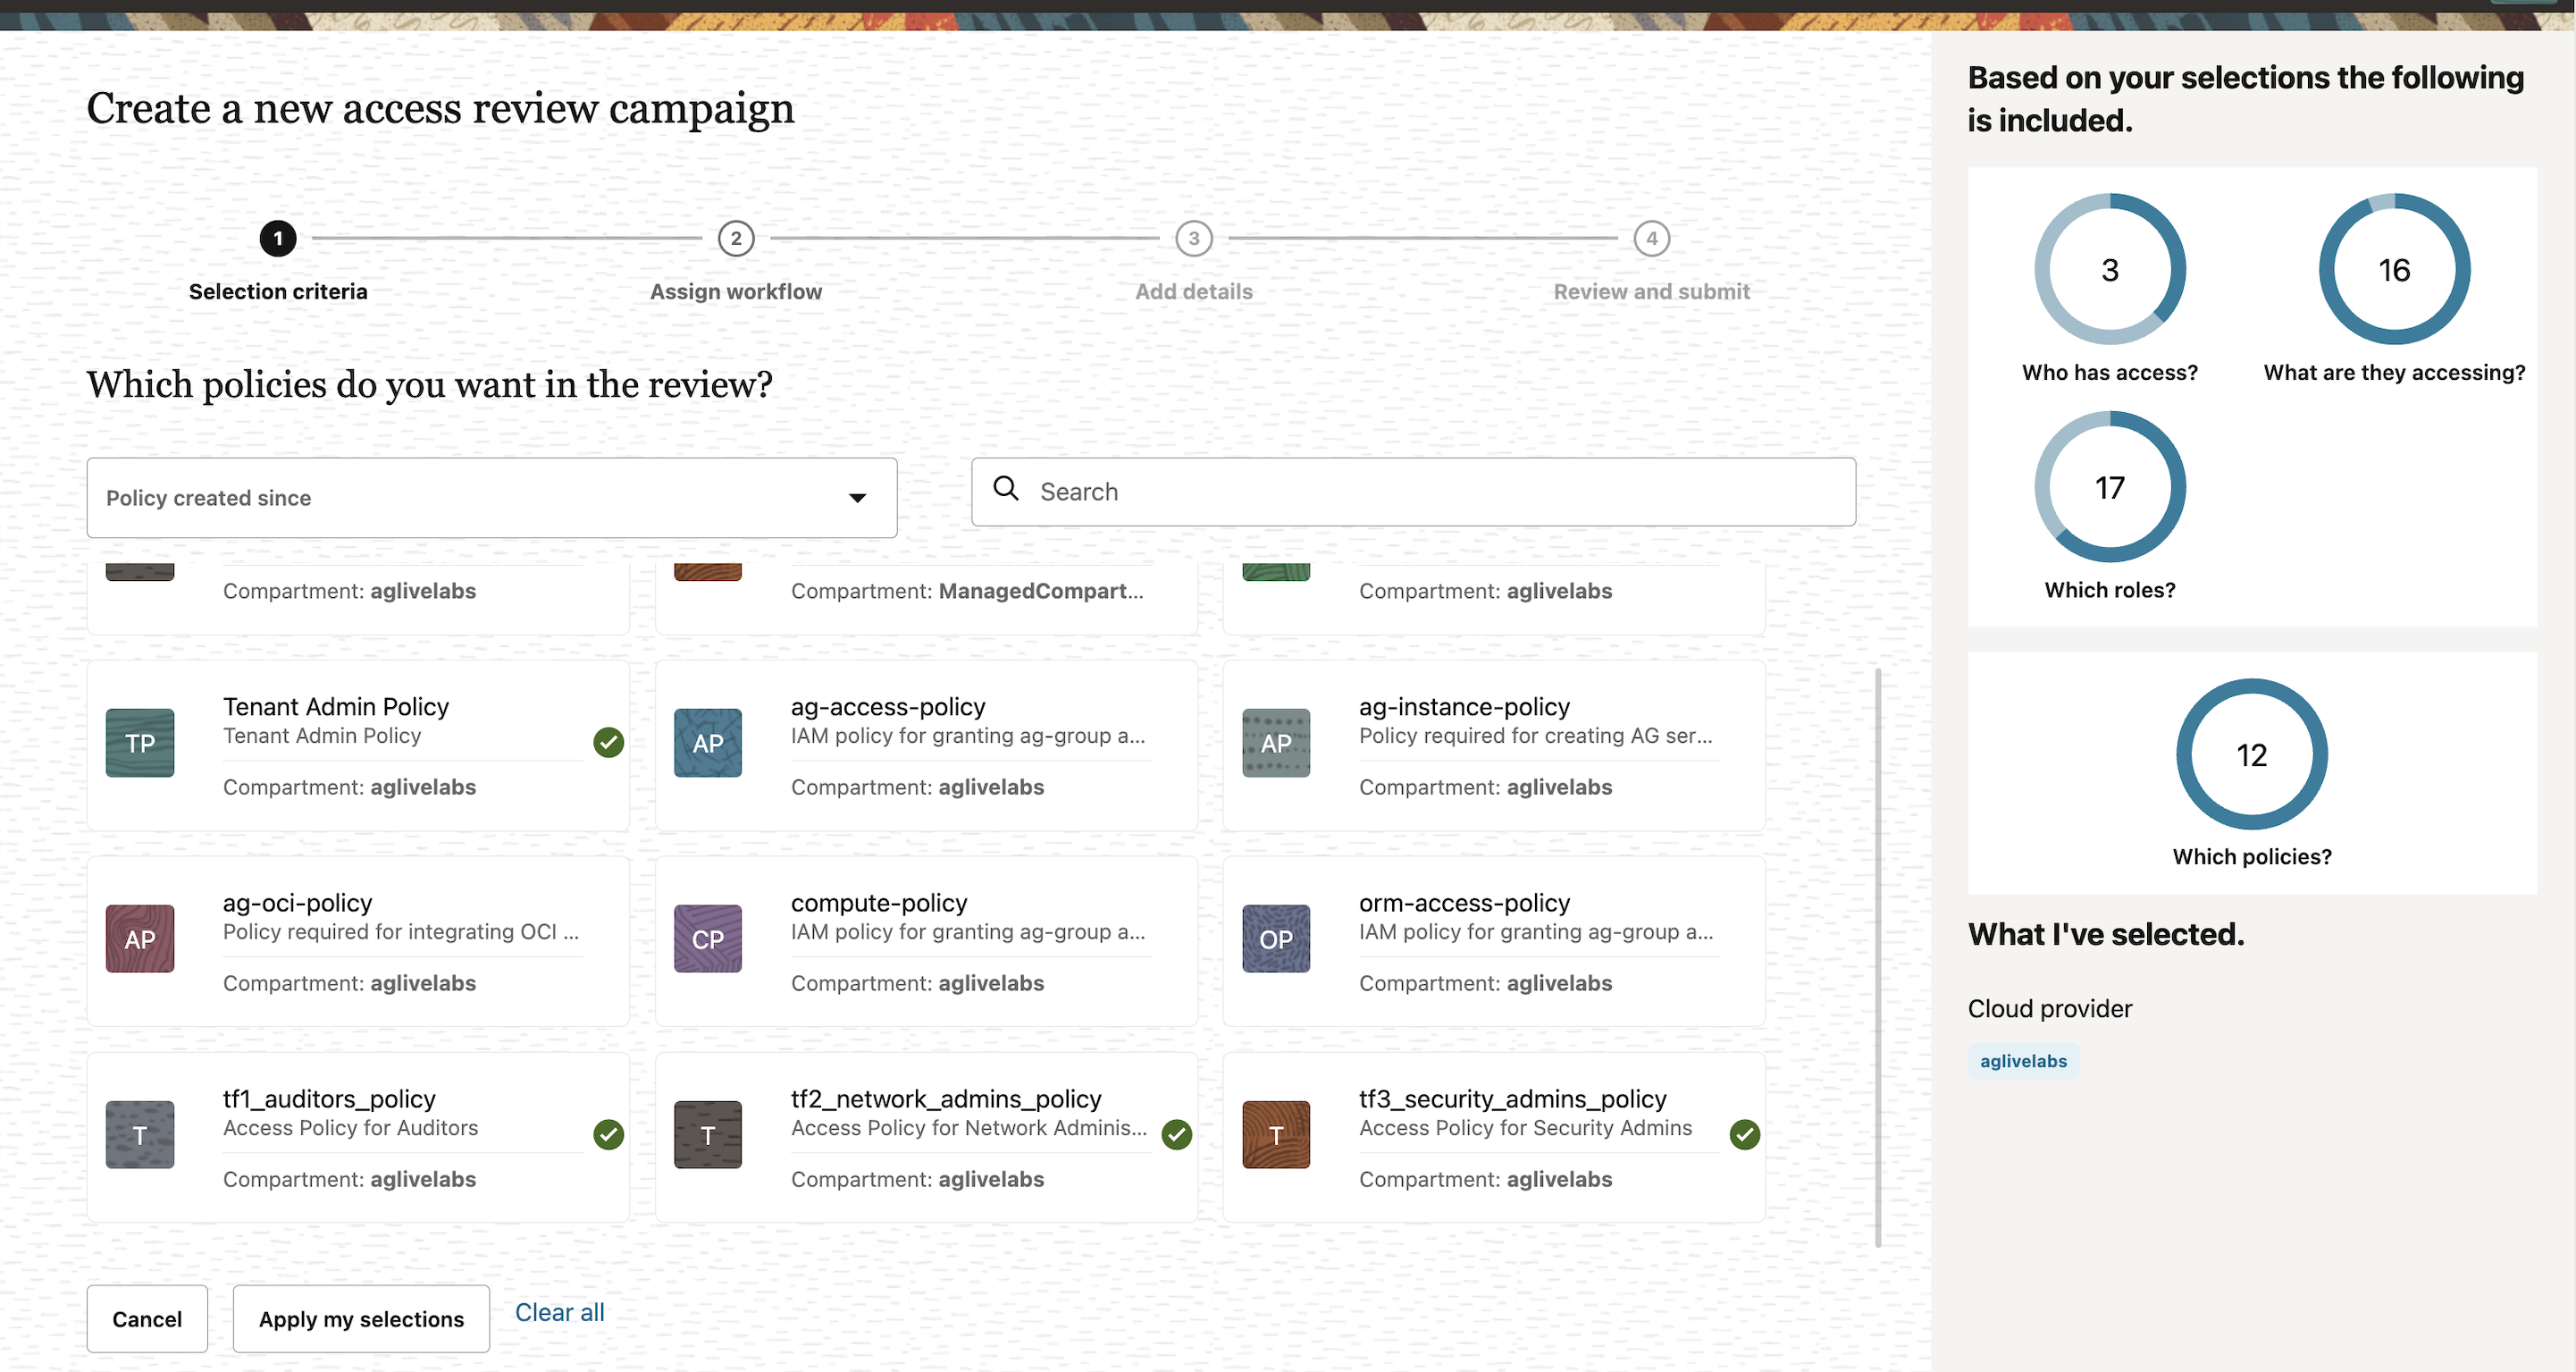 Create a new access review campaign
1
2
3
4
Selection criteria
Assign workflow
Add details
Review and submit
Which policies do you want in the review?
Policy created since
Search
Compartment: aglivelabs
Compartment: ManagedCompart...
Compartment: aglivelabs
TP
Tenant Admin Policy
Tenant Admin Policy
Compartment: aglivelabs
AP
ag-access-policy
IAM policy for granting ag-group a...
Compartment: aglivelabs
AP
ag-instance-policy
Policy required for creating AG ser...
Compartment: aglivelabs
AP
ag-oci-policy
Policy required for integrating OCI ...
Compartment: aglivelabs
CP
compute-policy
IAM policy for granting ag-group a...
Compartment: aglivelabs
OP
orm-access-policy
IAM policy for granting ag-group a...
Compartment: aglivelabs
T
tf1_auditors_policy
Access Policy for Auditors
Compartment: aglivelabs
T
tf2_network_admins_policy
Access Policy for Network Adminis...
Compartment: aglivelabs
T
tf3_security_admins_policy
Access Policy for Security Admins
Compartment: aglivelabs
Cancel
Apply my selections
Clear all
Based on your selections the following
is included.
3
Who has access?
16
What are they accessing?
17
Which roles?
12
Which policies?
What I've selected.
Cloud provider
aglivelabs